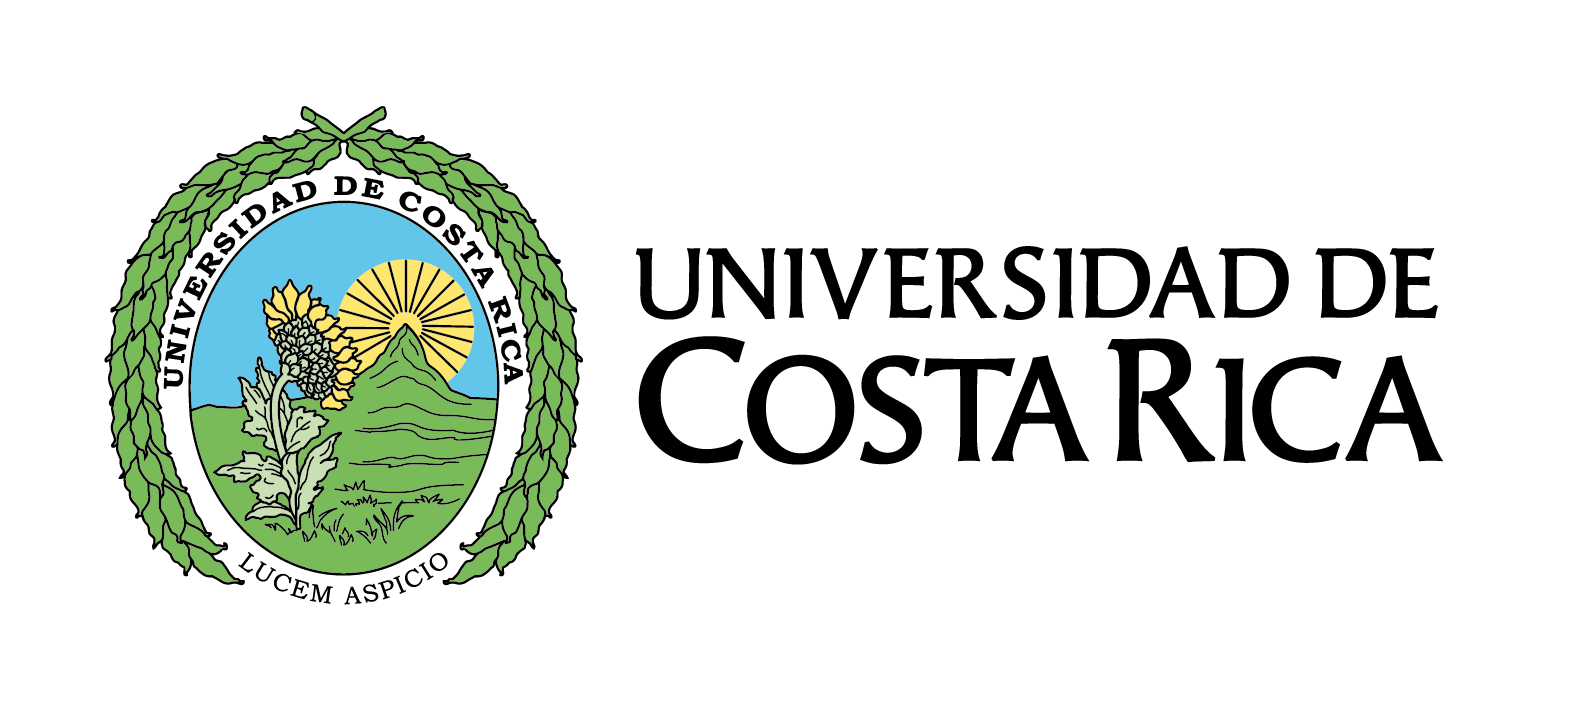 UNIVERSIDAD DE COSTA RICA
LUCEM ASPICIO
UNIVERSIDAD DE
COSTA RICA